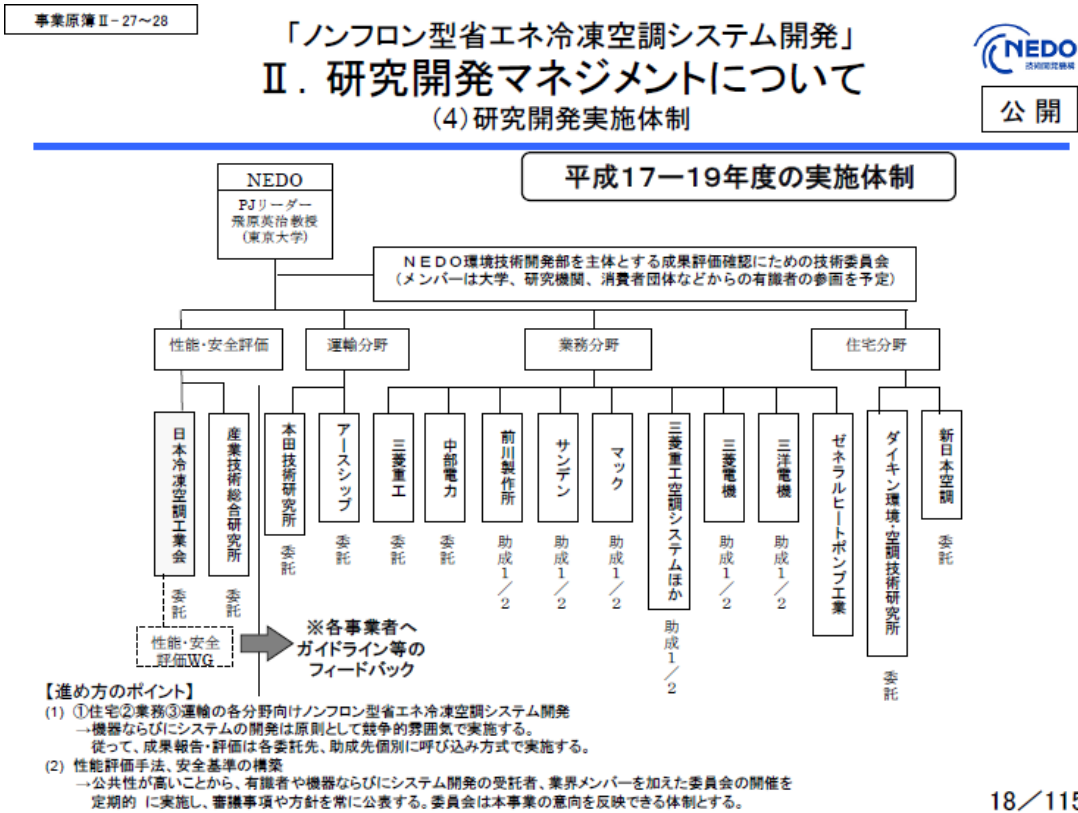 事業原簿Ⅱ-27～28
「ノンフロン型省エネ冷凍空調システム開発」
Ⅱ. 研究開発マネジメントについて
(4)研究開発実施体制
NEDO
技術開発機構
公開
平成17ー19年度の実施体制
NEDO
PJリーダー
飛原英治教授
(東京大学)
ＮＥＤＯ環境技術開発部を主体とする成果評価確認にための技術委員会
（メンバーは大学、研究機関、消費者団体などからの有識者の参画を予定）
性能・安全評価
運輸分野
業務分野
住宅分野
日本冷凍空調工業会
委託
産業技術総合研究所
委託
本田技術研究所
委託
アースシップ
委託
三菱重工
委託
中部電力
委託
前川製作所
助成1／2
サンデン
助成1／2
マック
助成1／2
三菱重工空調システムほか
助成1／2
三菱電機
助成1／2
三洋電機
助成1／2
ゼネラルヒートポンプ工業
ダイキン環境・空調技術研究所
委託
新日本空調
委託
性能・安全
評価WG
※各事業者へ
ガイドライン等の
フィードバック
【進め方のポイント】
(1) ①住宅②業務③運輸の各分野向けノンフロン型省エネ冷凍空調システム開発
→機器ならびにシステムの開発は原則として競争的雰囲気で実施する。
従って、成果報告・評価は各委託先、助成先個別に呼び込み方式で実施する。
(2) 性能評価手法、安全基準の構築
→公共性が高いことから、有識者や機器ならびにシステム開発の受託者、業界メンバーを加えた委員会の開催を
定期的 に実施し、審議事項や方針を常に公表する。委員会は本事業の意向を反映できる体制とする。
18／115